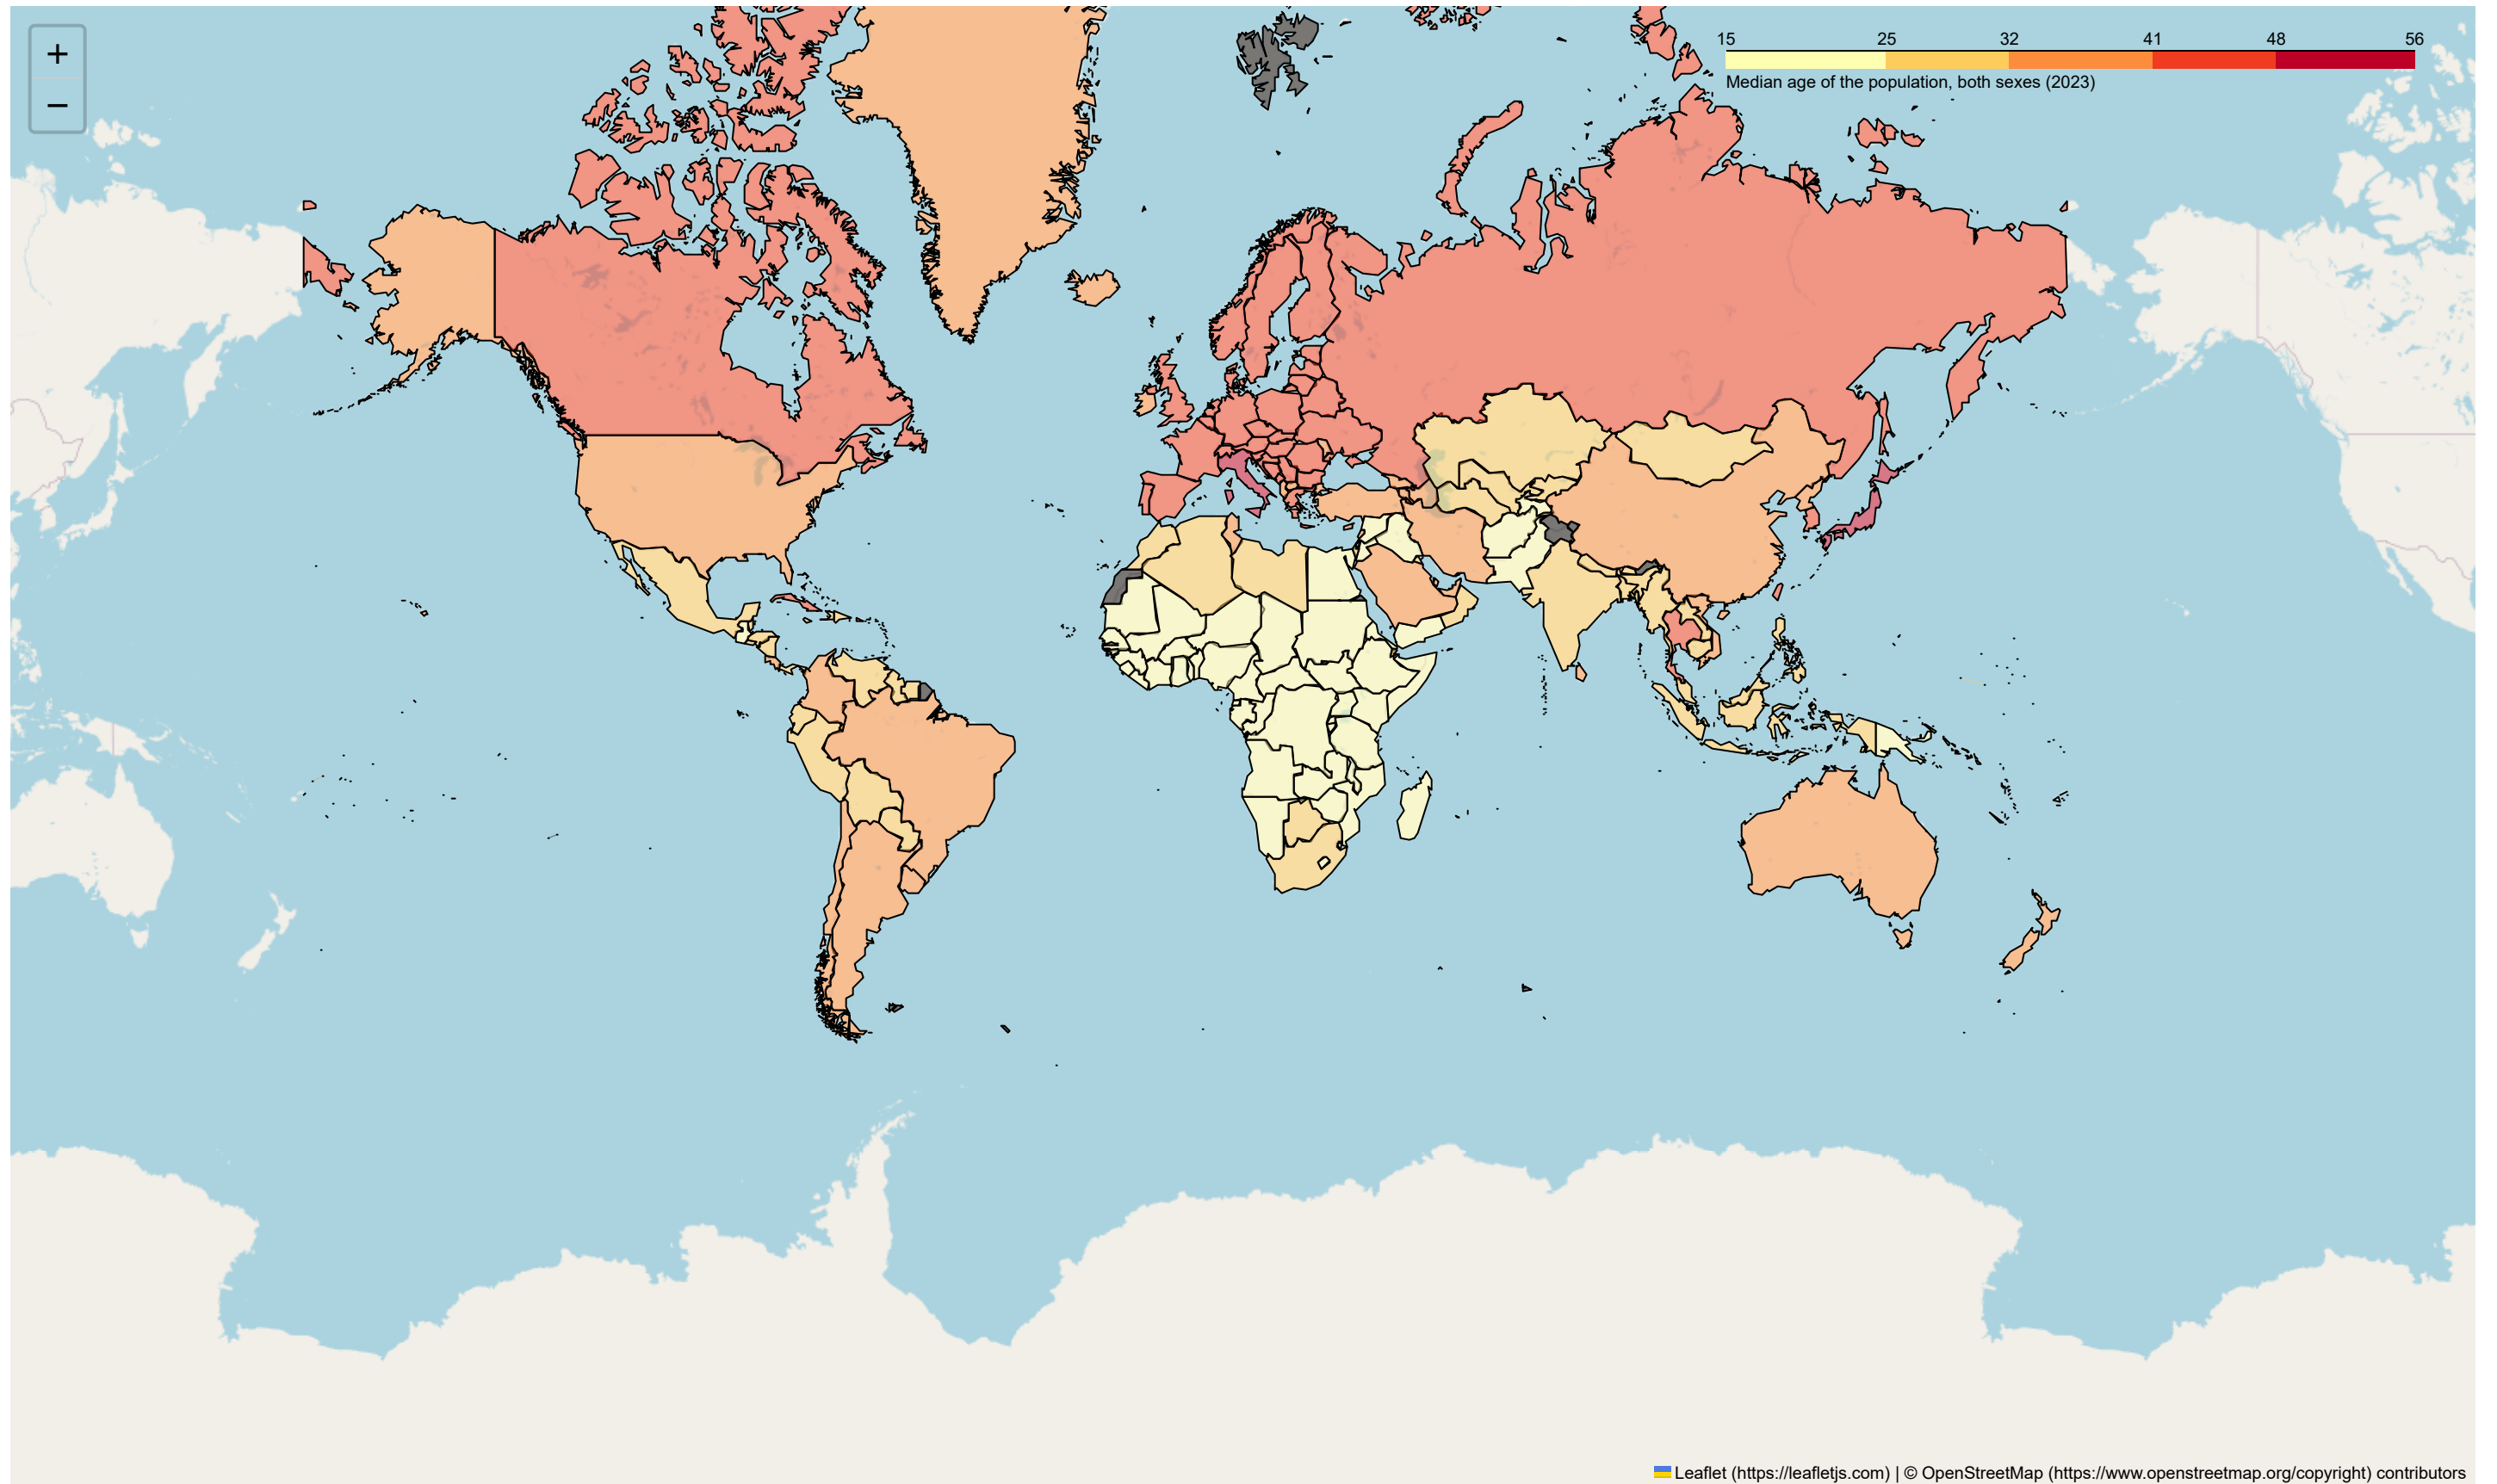 +
−
15 25 32 41 48 56
Median age of the population, both sexes (2023)
Leaflet (https://leafletjs.com) | © OpenStreetMap (https://www.openstreetmap.org/copyright) contributors